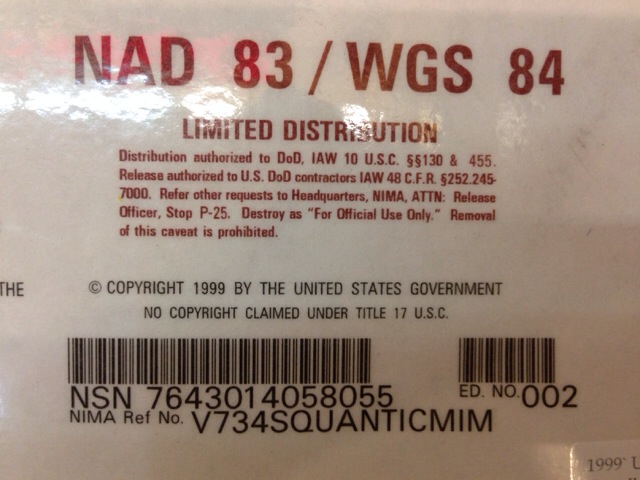 NAD 83 / WGS 84
LIMITED DISTRIBUTION
Distribution authorized to DoD, IAW 10 U.S.C. §§130 & 455.
Release authorized to U.S. DoD contractors IAW 48 C.F.R. §252.245-
7000. Refer other requests to Headquarters, NIMA, ATTN: Release
Officer, Stop P-25. Destroy as "For Official Use Only." Removal
of this caveat is prohibited.
THE
© COPYRIGHT 1999 BY THE UNITED STATES GOVERNMENT
NO COPYRIGHT CLAIMED UNDER TITLE 17 U.S.C.
NSN 7643014058055
ED. NO. 002
NIMA Ref No. V734SQUANTICMIM
1999